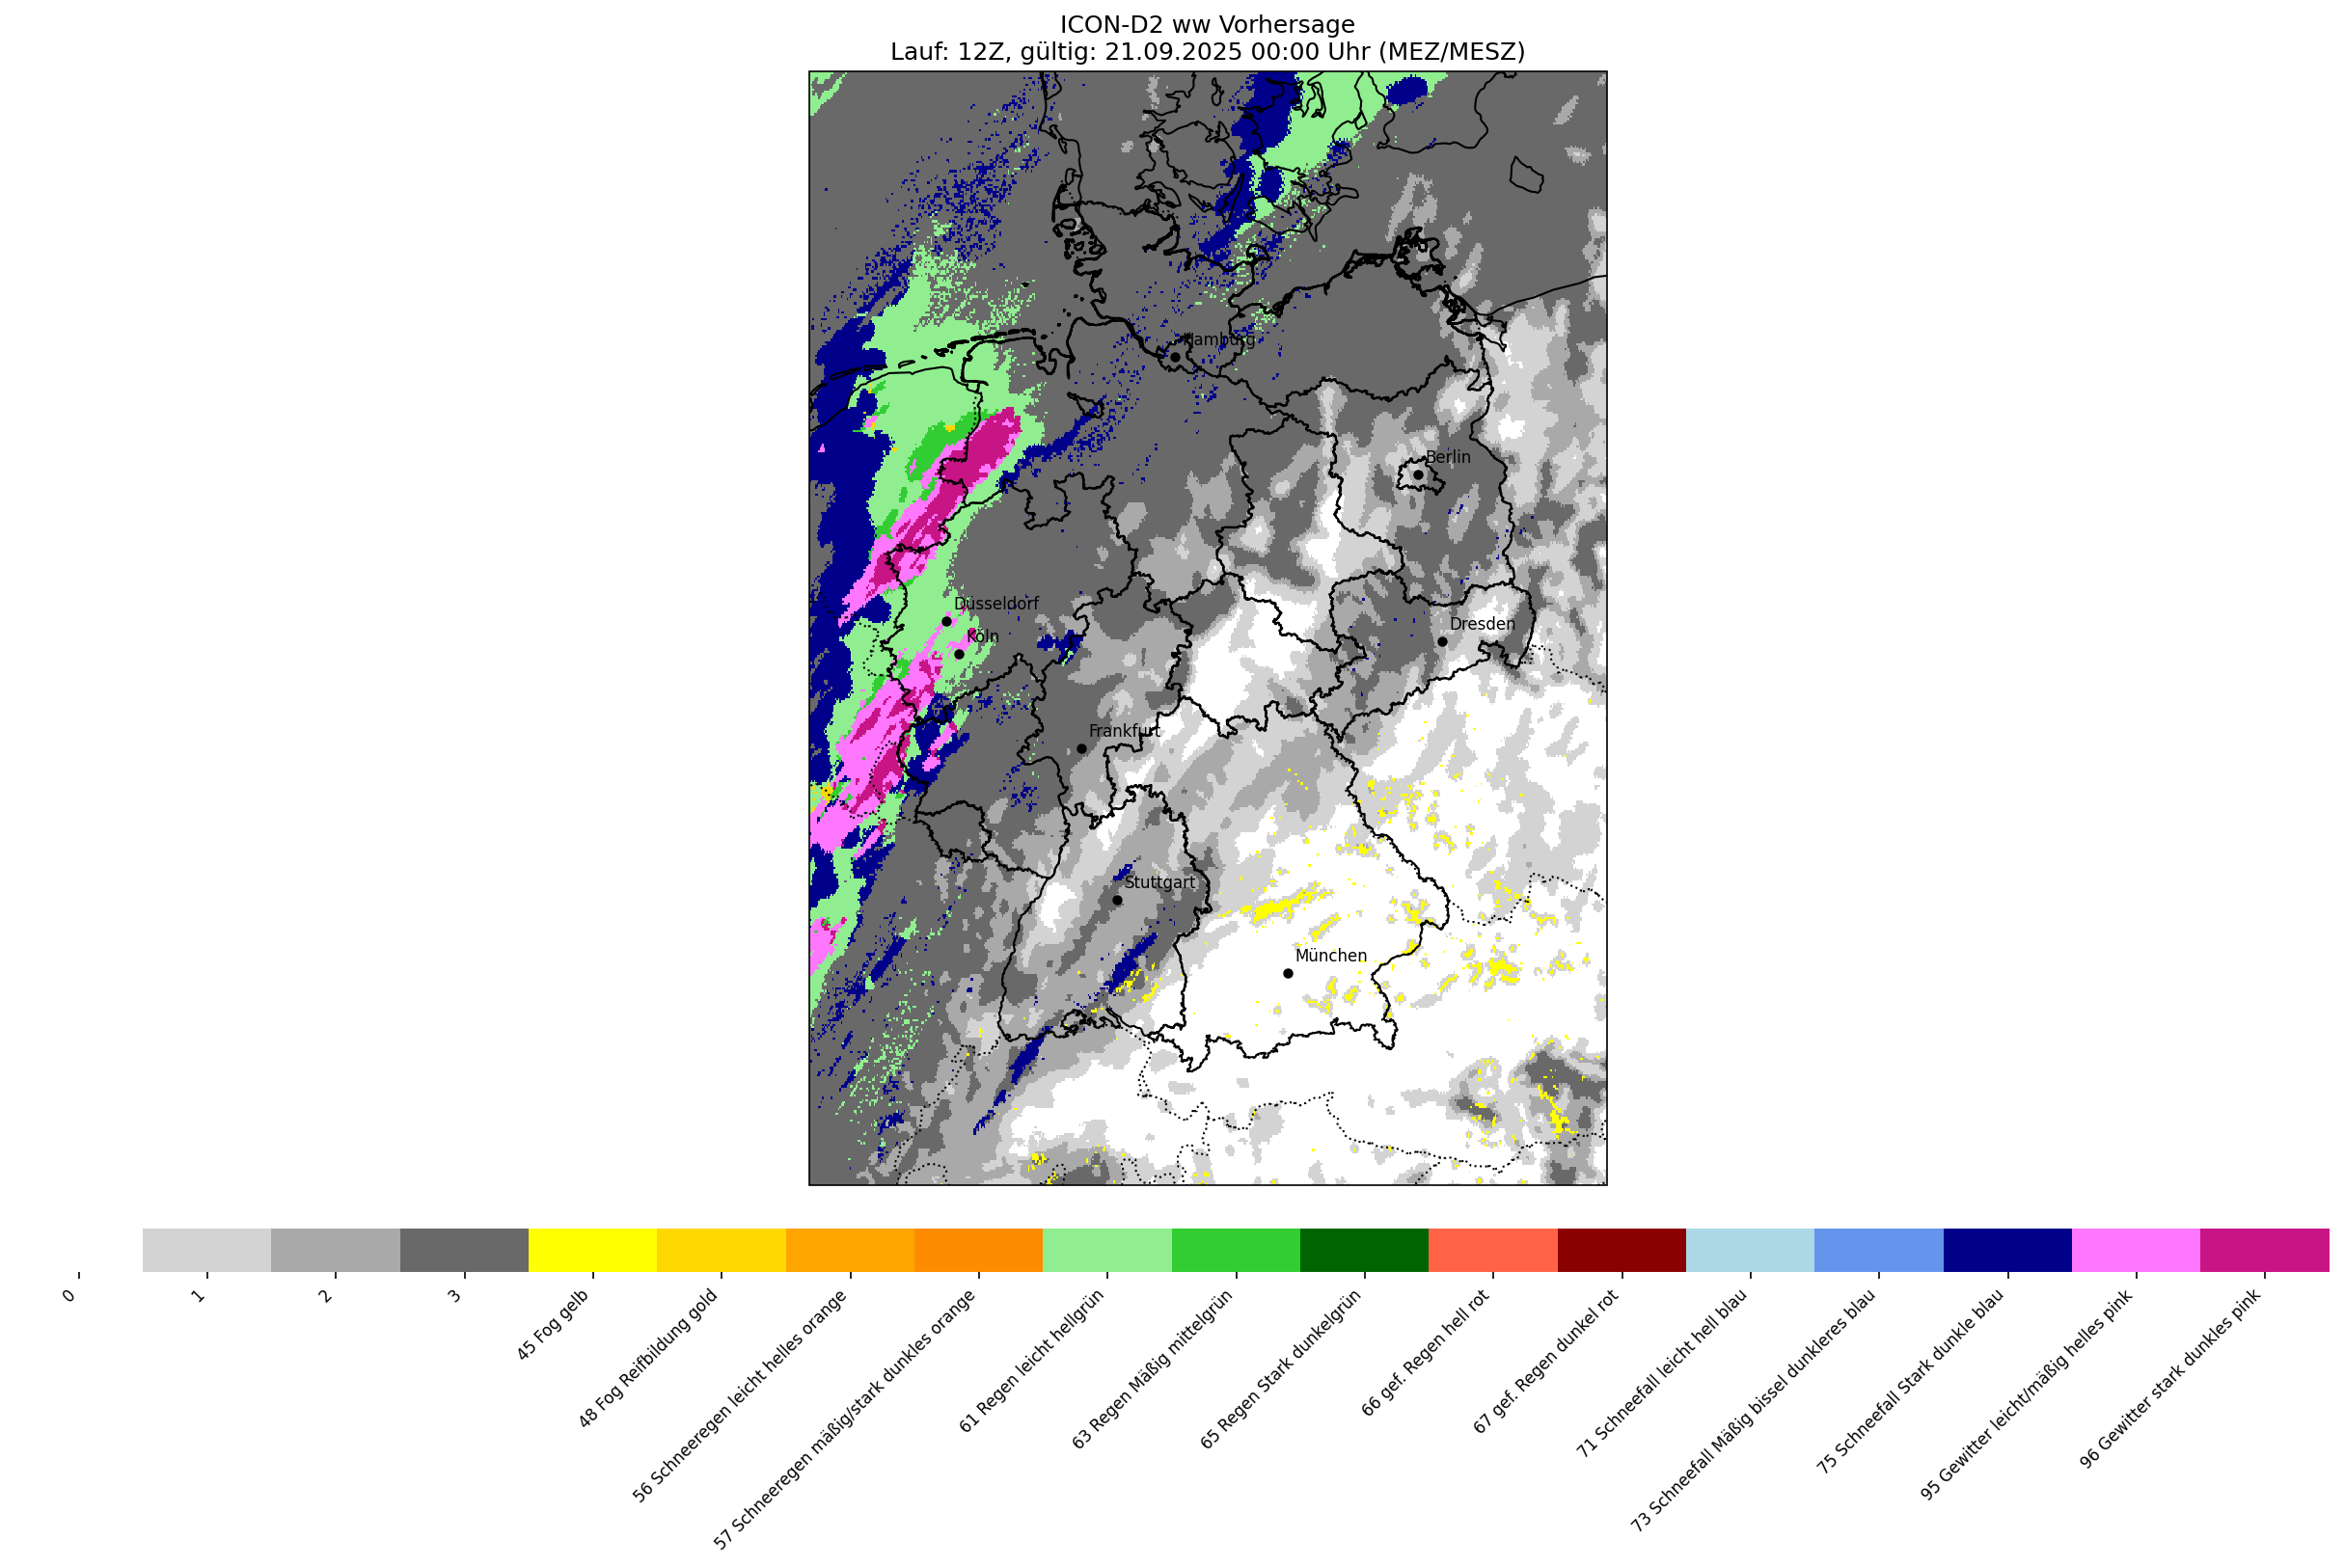 ICON-D2 ww Vorhersage
Lauf: 12Z, gültig: 21.09.2025 00:00 Uhr (MEZ/MESZ)
Hamburg
Berlin
Düsseldorf
Köln
Dresden
Frankfurt
Stuttgart
München
0
1
2
3
45 Fog gelb
48 Fog Reifbildung gold
56 Schneeregen leicht helles orange
57 Schneeregen mäßig/stark dunkles orange
61 Regen leicht hellgrün
63 Regen Mäßig mittelgrün
65 Regen Stark dunkelgrün
66 gef. Regen hell rot
67 gef. Regen dunkel rot
71 Schneefall leicht hell blau
73 Schneefall Mäßig bissel dunkleres blau
75 Schneefall Stark dunkle blau
95 Gewitter leicht/mäßig helles pink
96 Gewitter stark dunkles pink